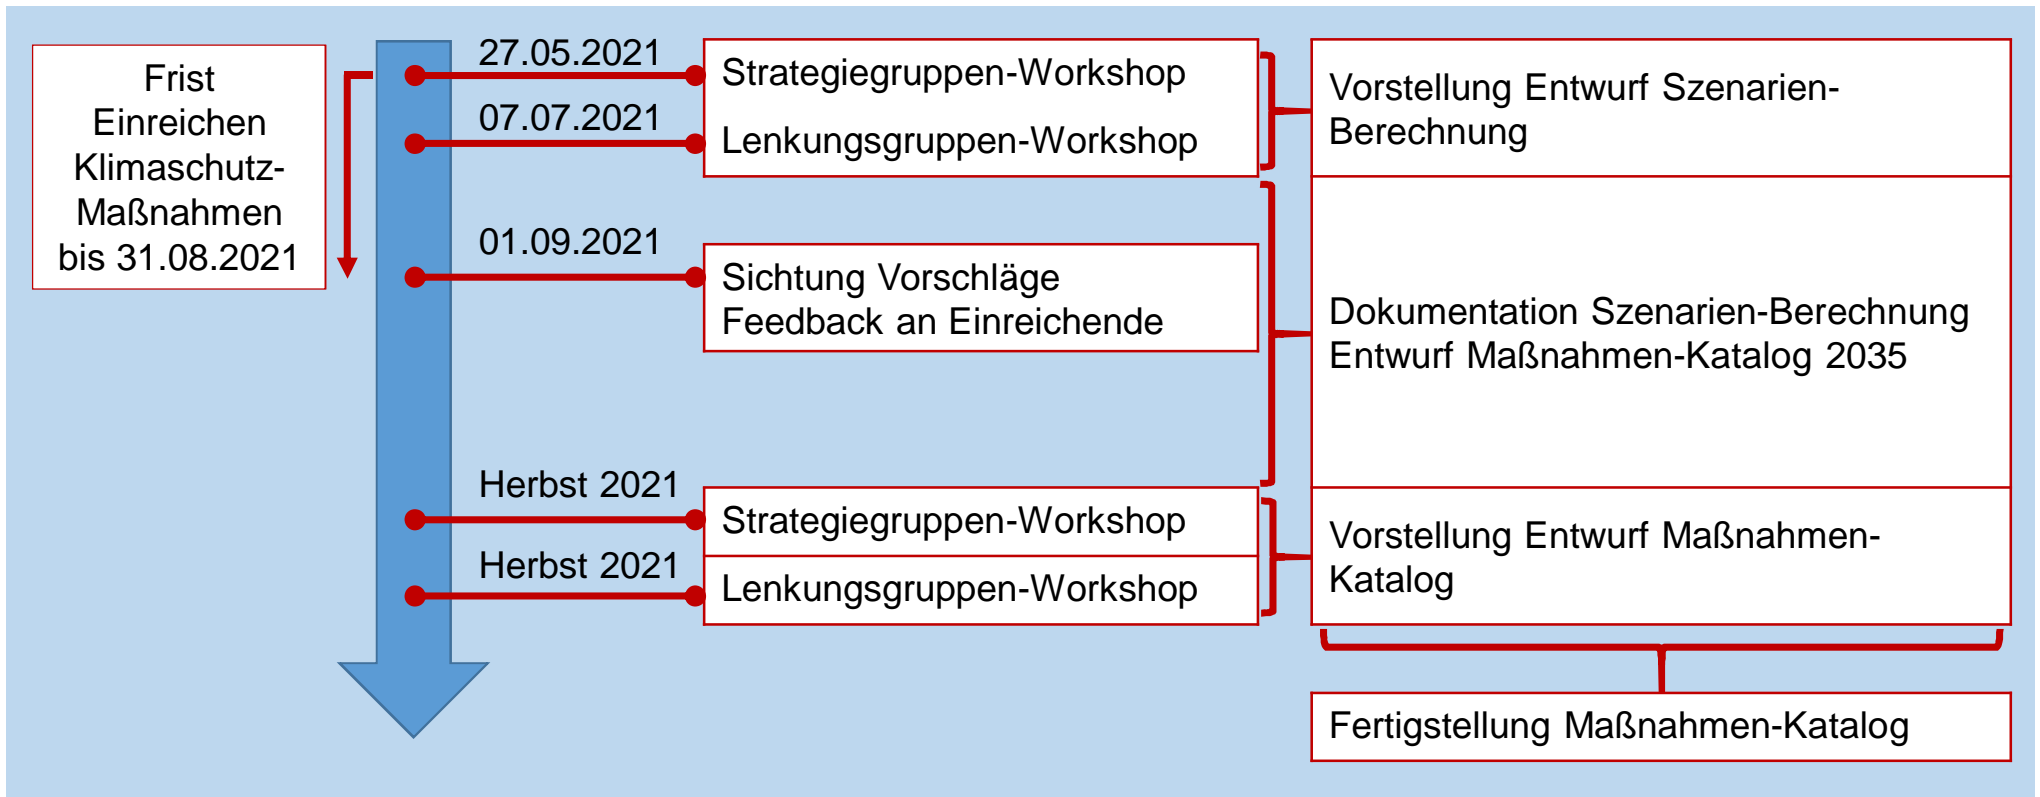 Frist
Einreichen
Klimaschutz-
Maßnahmen
bis 31.08.2021
27.05.2021
Strategiegruppen-Workshop
07.07.2021
Lenkungsgruppen-Workshop
Vorstellung Entwurf Szenarien-
Berechnung
01.09.2021
Sichtung Vorschläge
Feedback an Einreichende
Dokumentation Szenarien-Berechnung
Entwurf Maßnahmen-Katalog 2035
Herbst 2021
Strategiegruppen-Workshop
Herbst 2021
Lenkungsgruppen-Workshop
Vorstellung Entwurf Maßnahmen-
Katalog
Fertigstellung Maßnahmen-Katalog